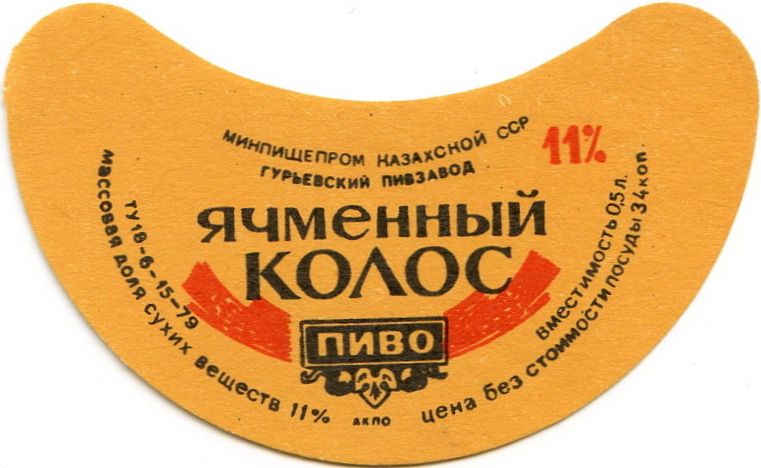 МИНПИЩЕПРОМ КАЗАХСКОЙ ССР
ГУРЬЕВСКИЙ ПИВЗАВОД
11%
ЯЧМЕННЫЙ
КОЛОС
ПИВО
ТУ 18-6-15-79
массовая доля сухих веществ 11%
АКПО
вместимость 0,5 л.
цена без стоимости посуды 34 коп.